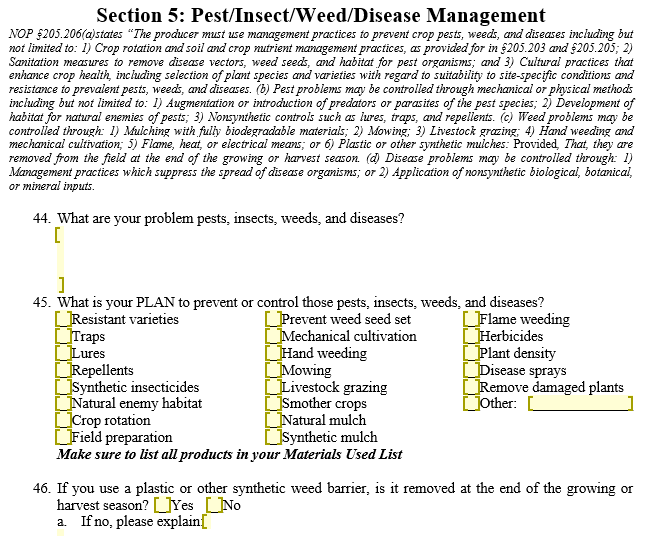 Section 5: Pest/Insect/Weed/Disease Management
NOP §205.206(a)states “The producer must use management practices to prevent crop pests, weeds, and diseases including but
not limited to: 1) Crop rotation and soil and crop nutrient management practices, as provided for in §205.203 and §205.205; 2)
Sanitation measures to remove disease vectors, weed seeds, and habitat for pest organisms; and 3) Cultural practices that
enhance crop health, including selection of plant species and varieties with regard to suitability to site-specific conditions and
resistance to prevalent pests, weeds, and diseases. (b) Pest problems may be controlled through mechanical or physical methods
including but not limited to: 1) Augmentation or introduction of predators or parasites of the pest species; 2) Development of
habitat for natural enemies of pests; 3) Nonsynthetic controls such as lures, traps, and repellents. (c) Weed problems may be
controlled through: 1) Mulching with fully biodegradable materials; 2) Mowing; 3) Livestock grazing; 4) Hand weeding and
mechanical cultivation; 5) Flame, heat, or electrical means; or 6) Plastic or other synthetic mulches: Provided, That, they are
removed from the field at the end of the growing or harvest season. (d) Disease problems may be controlled through: 1)
Management practices which suppress the spread of disease organisms; or 2) Application of nonsynthetic biological, botanical,
or mineral inputs.
44. What are your problem pests, insects, weeds, and diseases?
45. What is your PLAN to prevent or control those pests, insects, weeds, and diseases?
Resistant varieties Prevent weed seed set Flame weeding
Traps Mechanical cultivation Herbicides
Lures Hand weeding Plant density
Repellents Mowing Disease sprays
Synthetic insecticides Livestock grazing Remove damaged plants
Natural enemy habitat Smother crops Other:
Crop rotation Natural mulch
Field preparation Synthetic mulch
Make sure to list all products in your Materials Used List
46. If you use a plastic or other synthetic weed barrier, is it removed at the end of the growing or
harvest season? Yes No
a. If no, please explain: